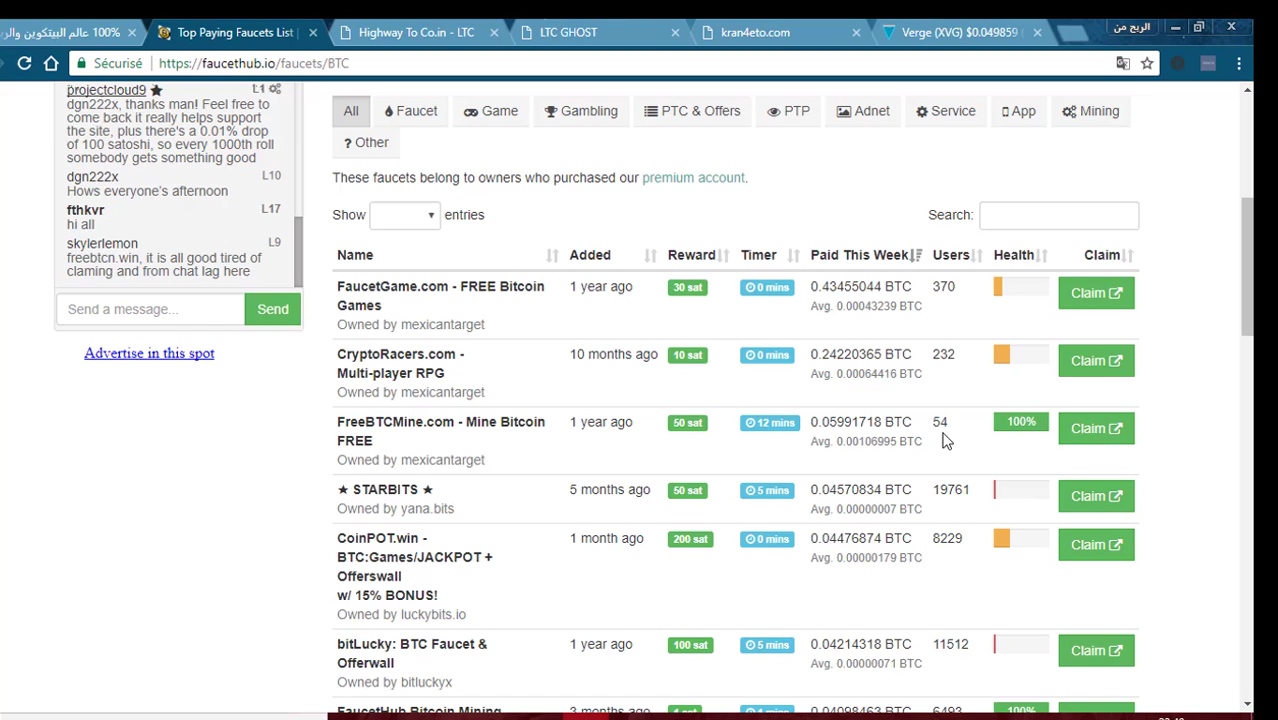 100% عالم البيتكوين والرب
Top Paying Faucets List
Highway To Co.in - LTC
LTC GHOST
kran4eto.com
Verge (XVG) $0.049859
الربح من
Sécurisé
https://faucethub.io/faucets/BTC
projectcloud9 ★ L1
dgn222x, thanks man! Feel free to
come back it really helps support
the site, plus there's a 0.01% drop
of 100 satoshi, so every 1000th roll
somebody gets something good
dgn222x L10
Hows everyone's afternoon
fthkvr L17
hi all
skylerlemon L9
freebtcn.win, it is all good tired of
claming and from chat lag here
Send a message... Send
Advertise in this spot
All Faucet Game Gambling PTC & Offers PTP Adnet Service App Mining
? Other
These faucets belong to owners who purchased our premium account.
Show entries Search:
Name Added Reward Timer Paid This Week Users Health Claim
FaucetGame.com - FREE Bitcoin 1 year ago 30 sat 0 mins 0.43455044 BTC 370 Claim
Games Avg. 0.00043239 BTC
Owned by mexicantarget
CryptoRacers.com - 10 months ago 10 sat 0 mins 0.24220365 BTC 232 Claim
Multi-player RPG Avg. 0.00064416 BTC
Owned by mexicantarget
FreeBTCMine.com - Mine Bitcoin 1 year ago 50 sat 12 mins 0.05991718 BTC 54 100% Claim
FREE Avg. 0.00106995 BTC
Owned by mexicantarget
★ STARBITS ★ 5 months ago 50 sat 5 mins 0.04570834 BTC 19761 Claim
Owned by yana.bits Avg. 0.00000007 BTC
CoinPOT.win - 1 month ago 200 sat 0 mins 0.04476874 BTC 8229 Claim
BTC:Games/JACKPOT + Avg. 0.00000179 BTC
Offerswall
w/ 15% BONUS!
Owned by luckybits.io
bitLucky: BTC Faucet & 1 year ago 100 sat 5 mins 0.04214318 BTC 11512 Claim
Offerwall Avg. 0.00000071 BTC
Owned by bitluckyx
FaucetHub Bitcoin Mining 3 months ago 0.04098463 BTC 6493 100%